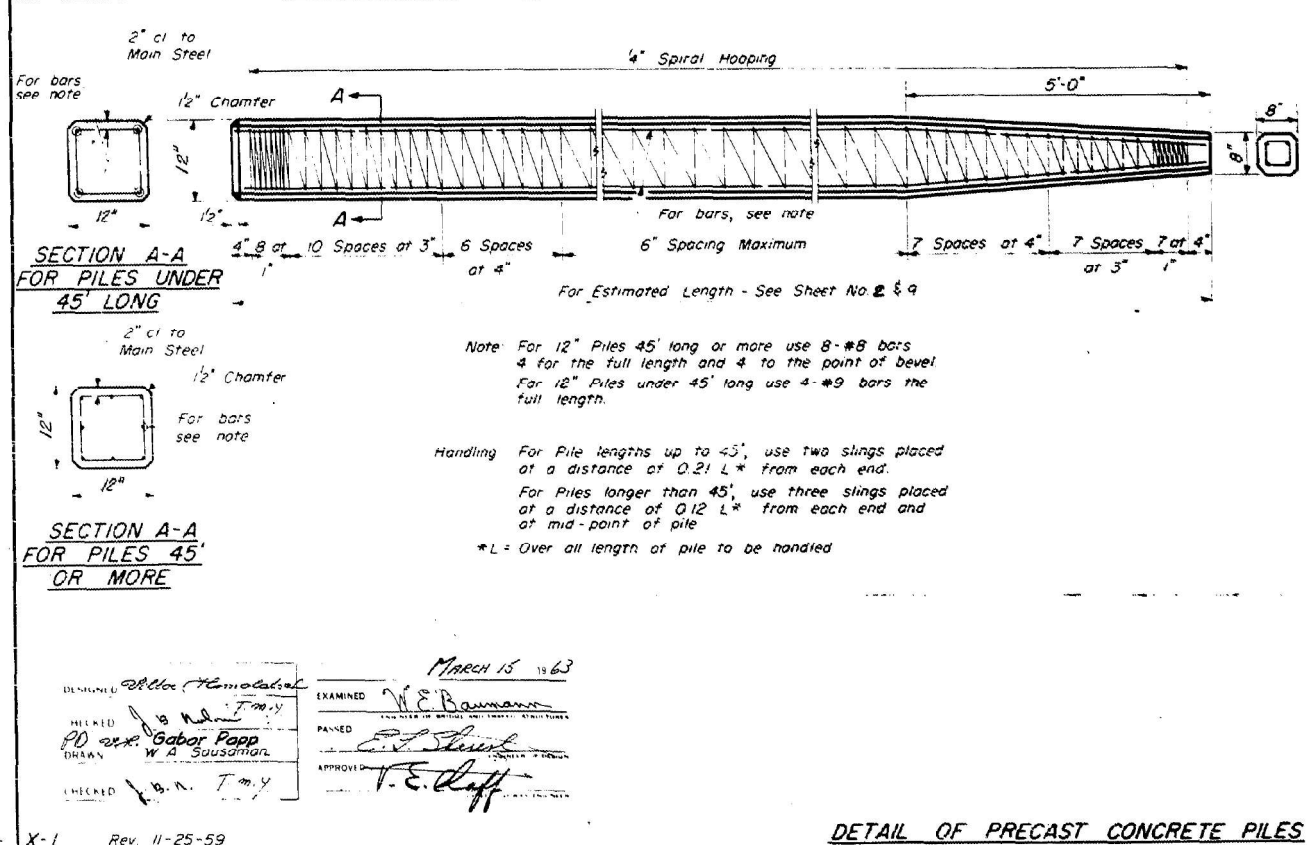 2" cl to
Main Steel
For bars
see note
1/2" Chamfer
A
1/4" Spiral Hooping
5'-0"
8"
12"
8"
A
For bars, see note
12"
1/2"
4" 8 at 1"
10 Spaces at 3"
6 Spaces at 4"
6" Spacing Maximum
7 Spaces at 4"
7 Spaces at 3"
7 at 1"
4"
SECTION A-A
FOR PILES UNDER
45' LONG
For Estimated Length - See Sheet No. 2 & 9
2" cl to
Main Steel
1/2" Chamfer
12"
For bars
see note
12"
SECTION A-A
FOR PILES 45'
OR MORE
Note: For 12" Piles 45' long or more use 8-#8 bars
4 for the full length and 4 to the point of bevel
For 12" Piles under 45' long use 4-#9 bars the
full length.
Handling For Pile lengths up to 45', use two slings placed
at a distance of 0.21 L* from each end.
For Piles longer than 45', use three slings placed
at a distance of 0.12 L* from each end and
at mid-point of pile
*L = Over all length of pile to be handled
MARCH 15 1963
DESIGNED
CHECKED J B T.m.y
Gabor Papp
DRAWN W A Sausaman
CHECKED J.B.N. T.m.y
EXAMINED W E Baumann
ENGINEER OF BRIDGE AND TRAFFIC STRUCTURES
PASSED
ENGINEER OF DESIGN
APPROVED
X-1 Rev. 11-25-59
DETAIL OF PRECAST CONCRETE PILES